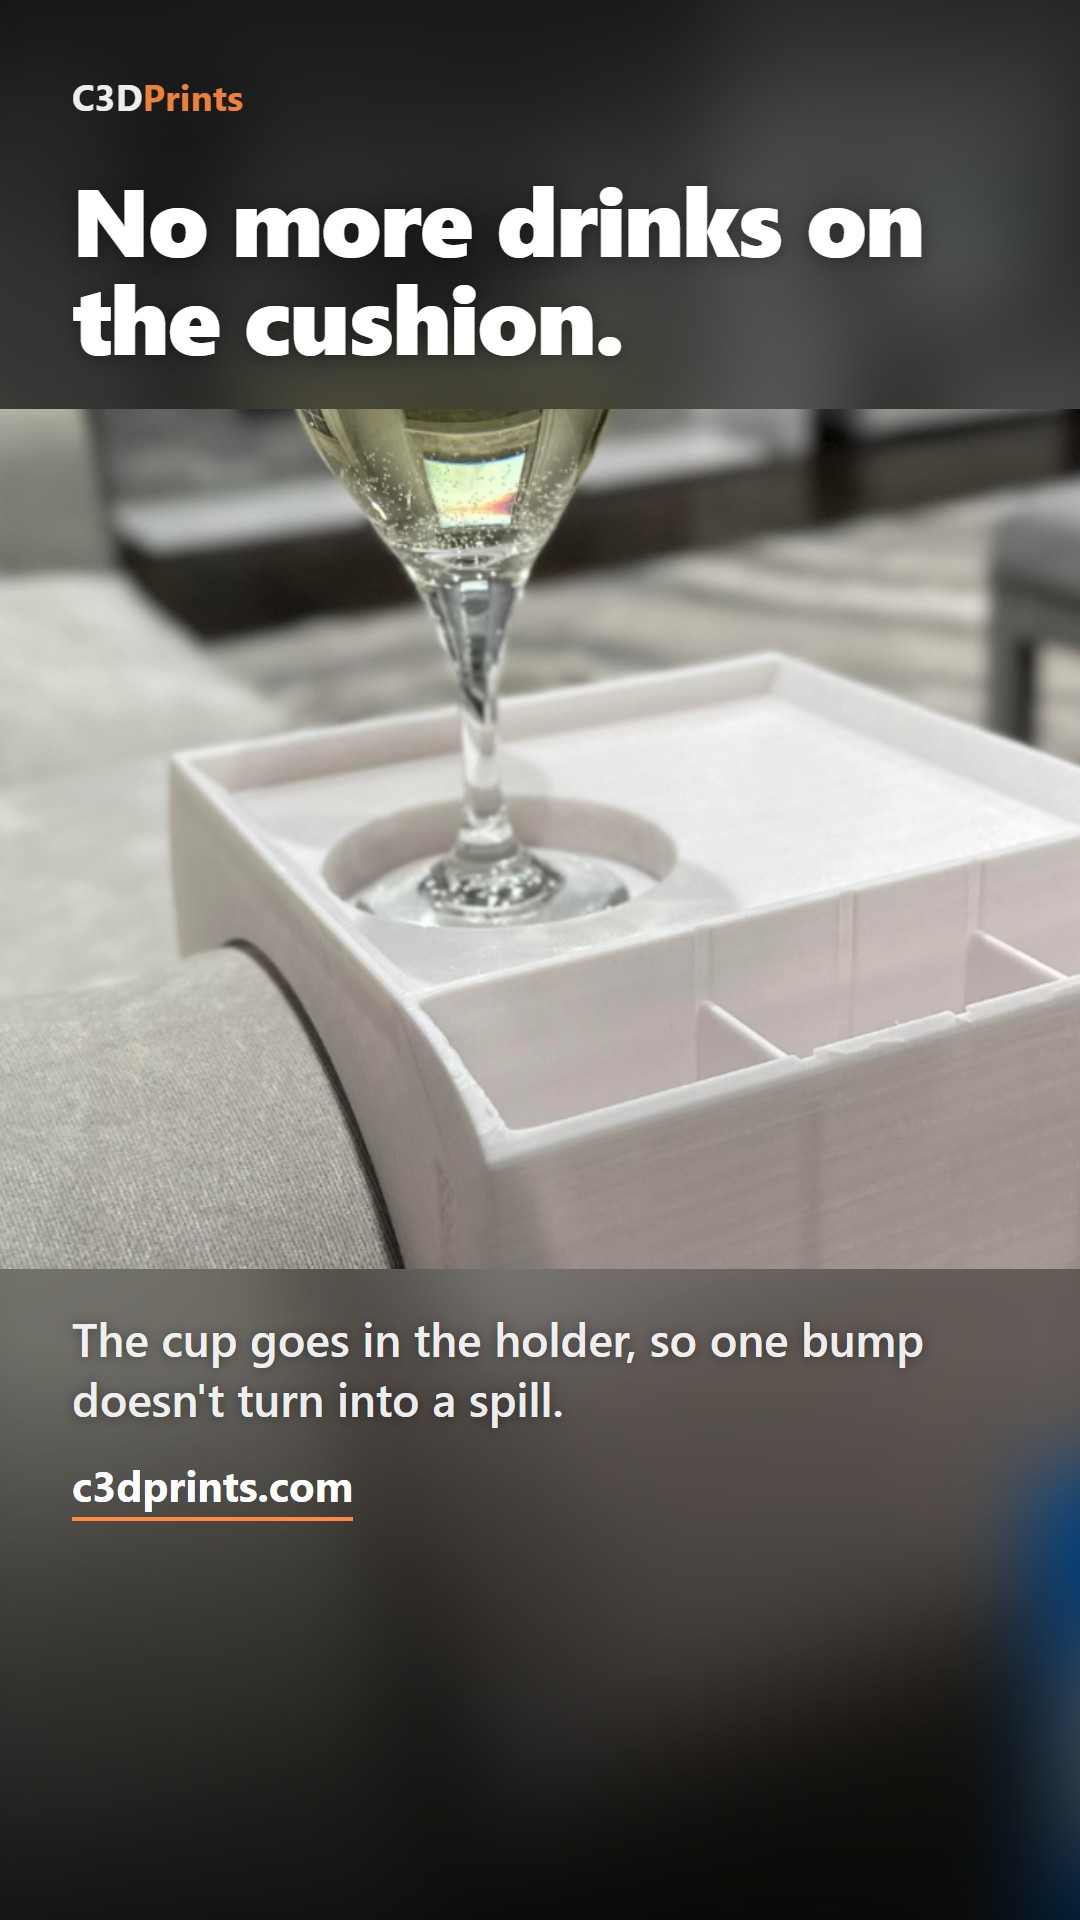 C3DPrints
No more drinks on
the cushion.
The cup goes in the holder, so one bump
doesn't turn into a spill.
c3dprints.com